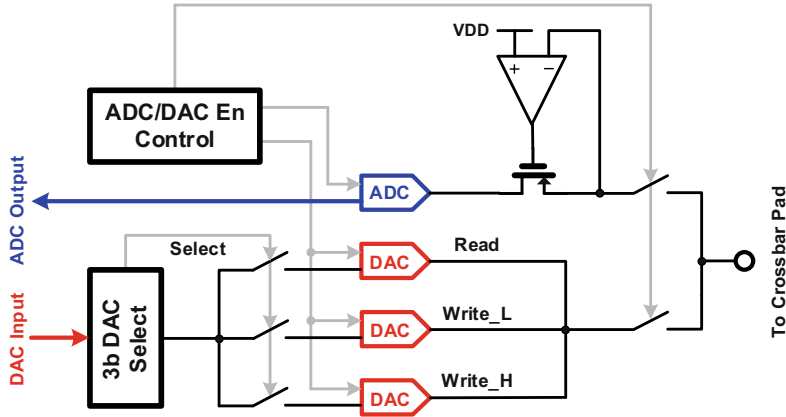 VDD
+ −
ADC/DAC En
Control
ADC Output
ADC
Select
Read
DAC
Write_L
DAC
Write_H
DAC
DAC Input
3b DAC
Select
To Crossbar Pad